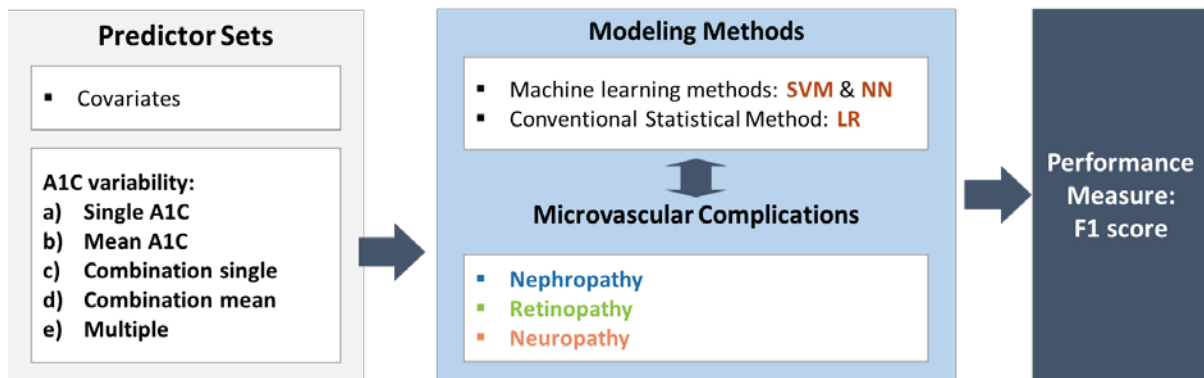 Predictor Sets
▪ Covariates
A1C variability:
a) Single A1C
b) Mean A1C
c) Combination single
d) Combination mean
e) Multiple
Modeling Methods
▪ Machine learning methods: SVM & NN
▪ Conventional Statistical Method: LR
Microvascular Complications
▪ Nephropathy
▪ Retinopathy
▪ Neuropathy
Performance
Measure:
F1 score